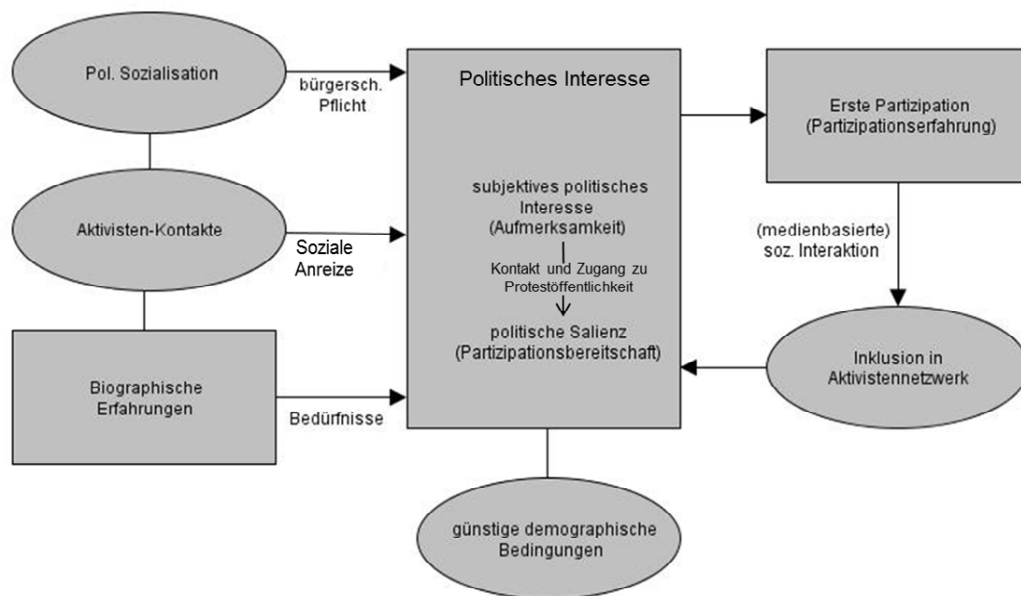 Pol. Sozialisation
bürgersch.
Pflicht
Politisches Interesse
Erste Partizipation
(Partizipationserfahrung)
Aktivisten-Kontakte
Soziale
Anreize
subjektives politisches
Interesse
(Aufmerksamkeit)
Kontakt und Zugang zu
Protestöffentlichkeit
politische Salienz
(Partizipationsbereitschaft)
(medienbasierte)
soz. Interaktion
Biographische
Erfahrungen
Bedürfnisse
Inklusion in
Aktivistennetzwerk
günstige demographische
Bedingungen